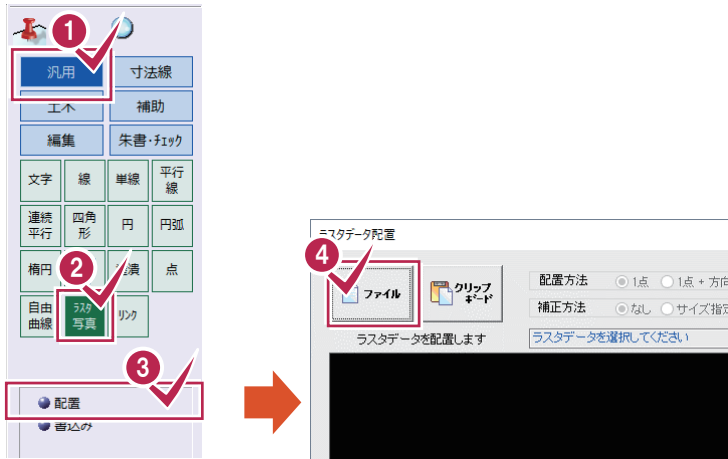 1
汎用 寸法線
土木 補助
編集 朱書・ﾁｪｯｸ
文字 線 単線 平行線
連続平行 四角形 円 円弧
楕円 2 点
自由曲線 ﾗｽﾀ写真 ﾘﾝｸ
3
配置
書込み
ラスタデータ配置
4
ファイル クリップボード
ラスタデータを配置します
配置方法 1点 1点 + 方向
補正方法 なし サイズ指定
ラスタデータを選択してください